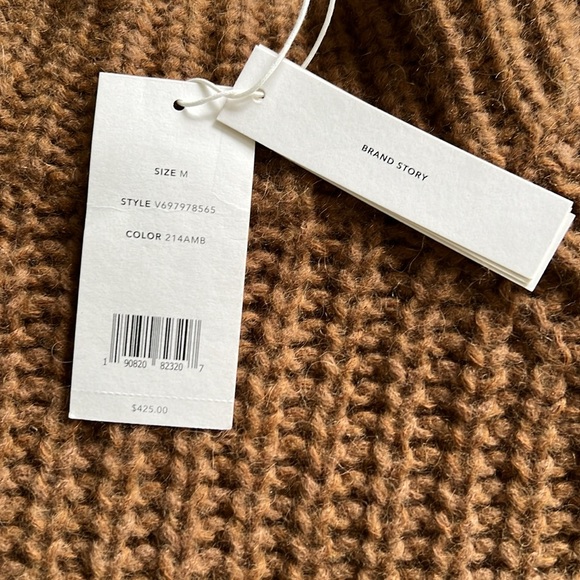 SIZE M
STYLE V697978565
COLOR 214AMB
1 90820 82320 7
$425.00
BRAND STORY